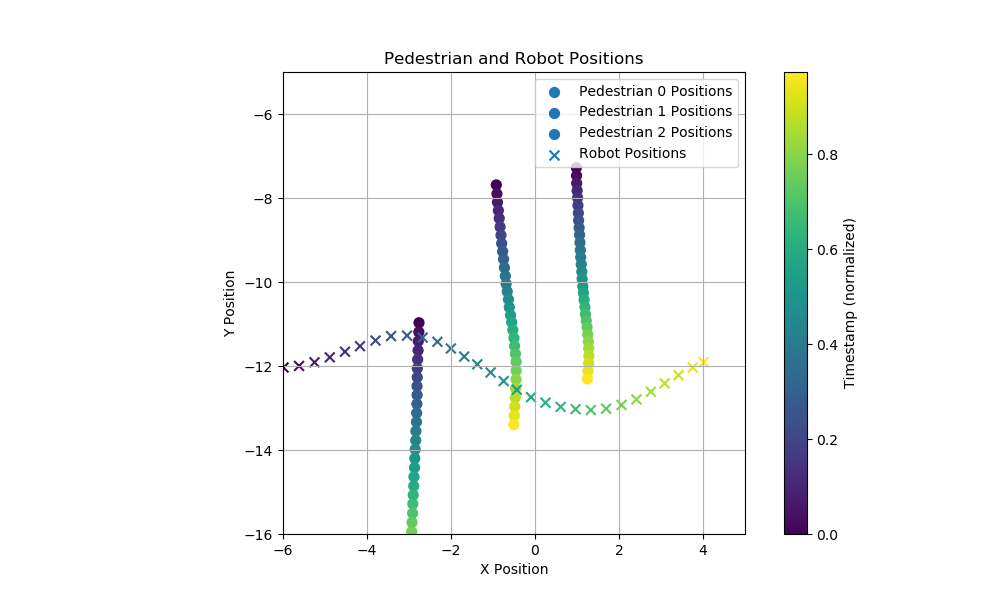 Pedestrian and Robot Positions
Pedestrian 0 Positions
Pedestrian 1 Positions
Pedestrian 2 Positions
Robot Positions
Y Position
−6
−8
−10
−12
−14
−16
−6
−4
−2
0
2
4
X Position
0.8
0.6
0.4
0.2
0.0
Timestamp (normalized)